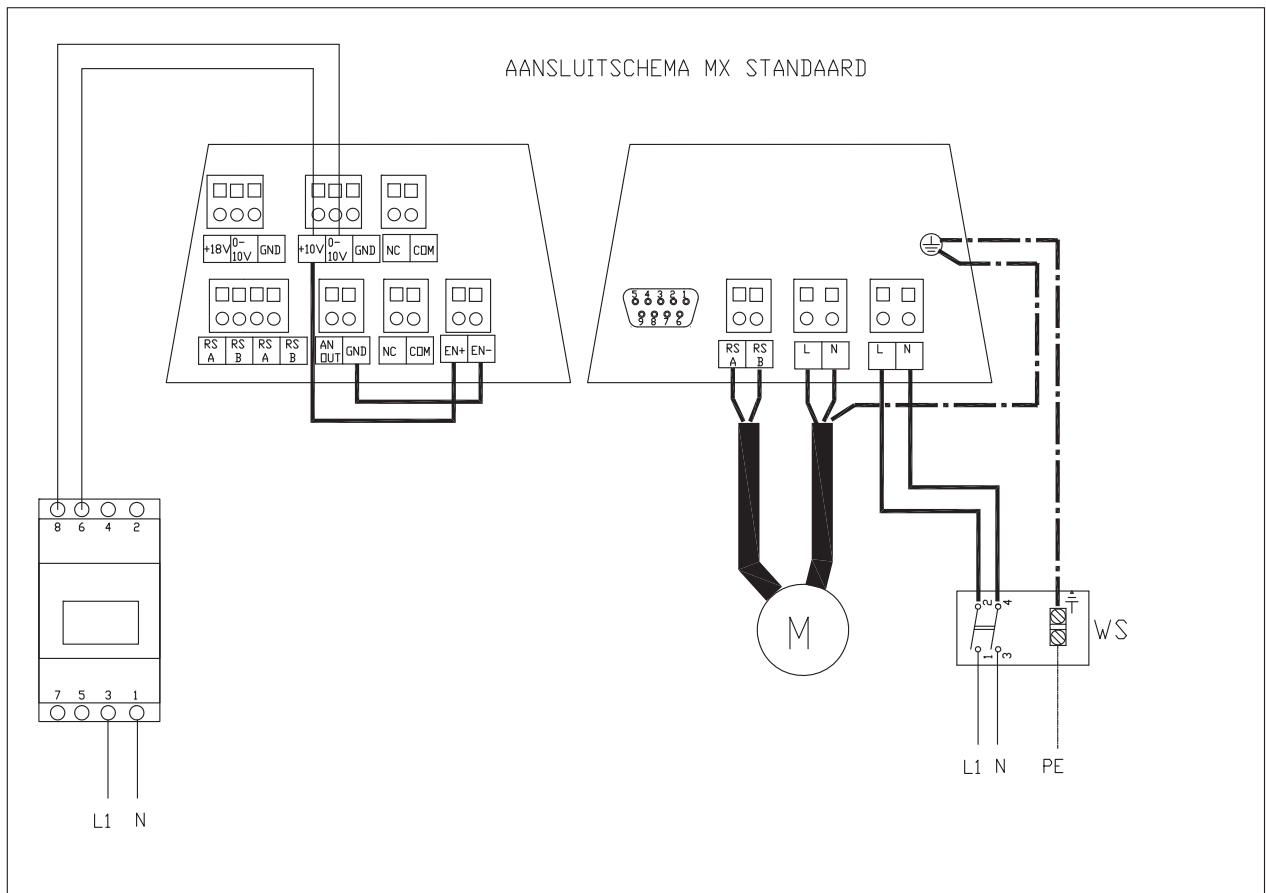 AANSLUITSCHEMA MX STANDAARD
+18V 0-10V GND
+10V 0-10V GND
NC COM
RS A RS B RS A RS B
AN OUT GND
NC COM
EN+ EN-
5 4 3 2 1
9 8 7 6
RS A RS B
L N
L N
8 6 4 2
7 5 3 1
L1 N
M
2 4
1 3
WS
L1 N PE